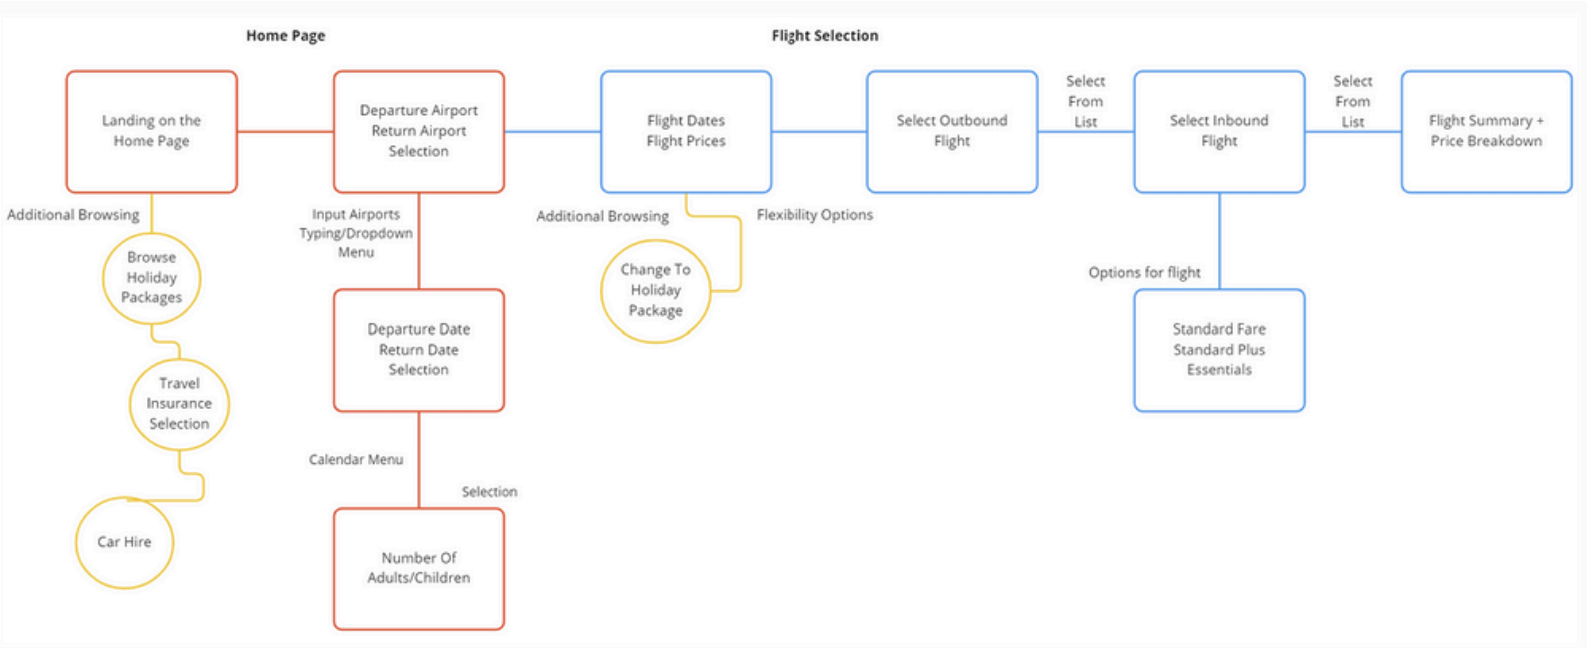 Home Page
Flight Selection
Landing on the
Home Page
Departure Airport
Return Airport
Selection
Flight Dates
Flight Prices
Select Outbound
Flight
Select
From
List
Select Inbound
Flight
Select
From
List
Flight Summary +
Price Breakdown
Additional Browsing
Input Airports
Typing/Dropdown
Menu
Additional Browsing
Flexibility Options
Browse
Holiday
Packages
Change To
Holiday
Package
Options for flight
Departure Date
Return Date
Selection
Standard Fare
Standard Plus
Essentials
Travel
Insurance
Selection
Calendar Menu
Selection
Car Hire
Number Of
Adults/Children